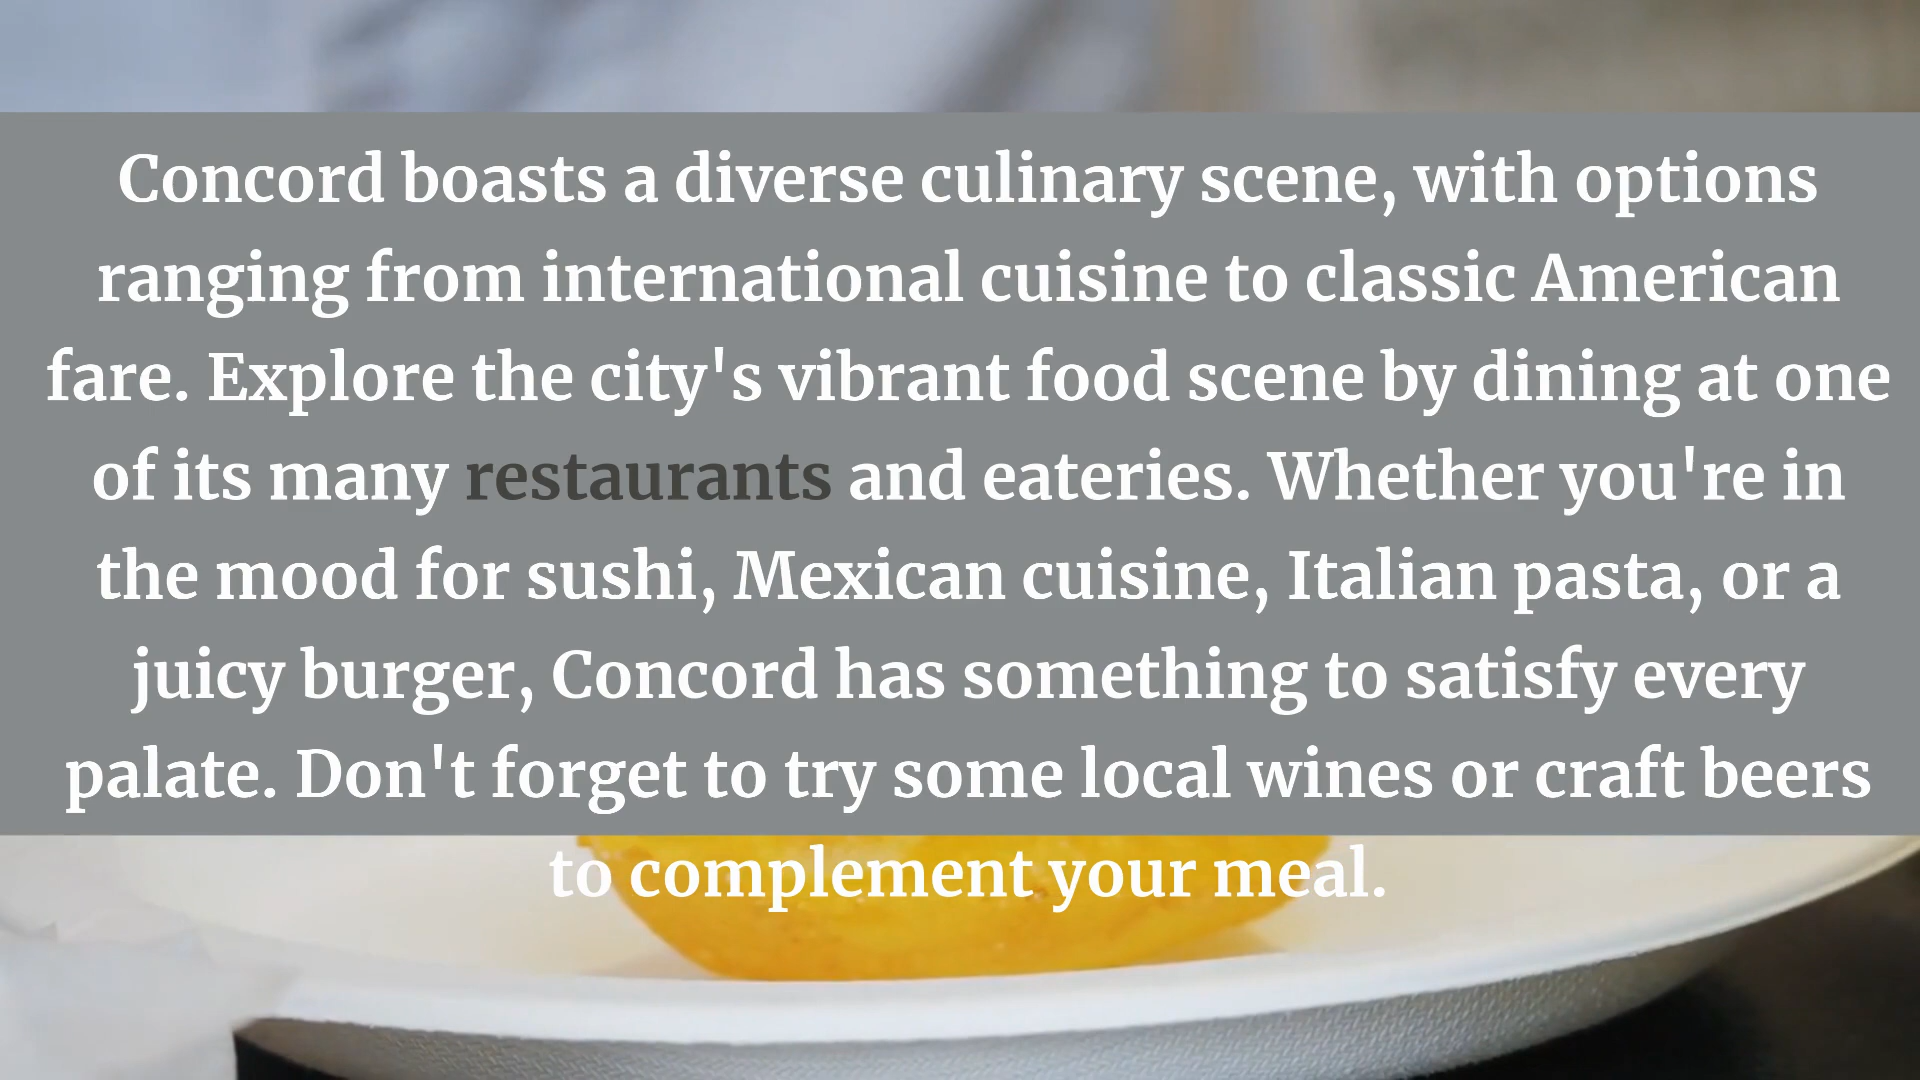 Concord boasts a diverse culinary scene, with options
ranging from international cuisine to classic American
fare. Explore the city's vibrant food scene by dining at one
of its many restaurants and eateries. Whether you're in
the mood for sushi, Mexican cuisine, Italian pasta, or a
juicy burger, Concord has something to satisfy every
palate. Don't forget to try some local wines or craft beers
to complement your meal.